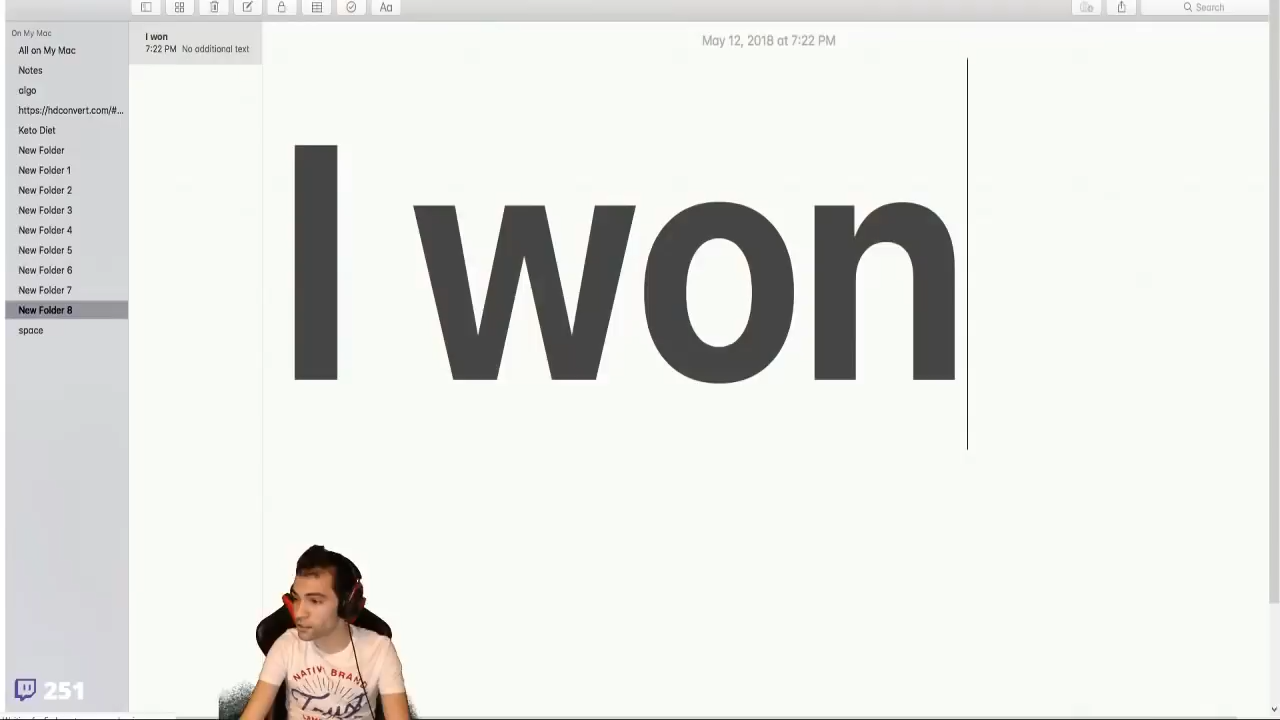 Aa
Search
On My Mac
All on My Mac
Notes
algo
https://hdconvert.com/#...
Keto Diet
New Folder
New Folder 1
New Folder 2
New Folder 3
New Folder 4
New Folder 5
New Folder 6
New Folder 7
New Folder 8
space
I won
7:22 PM No additional text
May 12, 2018 at 7:22 PM
I won
NATIV BRAND
Trust
251